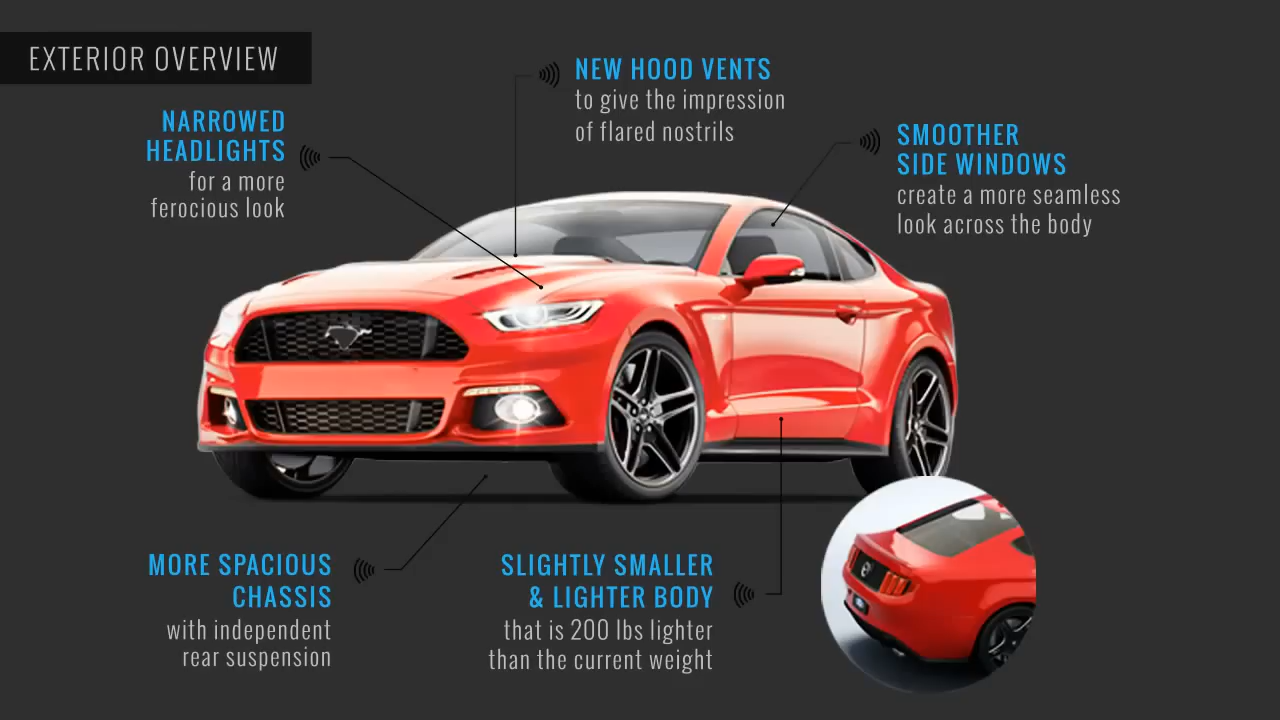 EXTERIOR OVERVIEW
NEW HOOD VENTS
to give the impression
of flared nostrils
NARROWED
HEADLIGHTS
for a more
ferocious look
SMOOTHER
SIDE WINDOWS
create a more seamless
look across the body
MORE SPACIOUS
CHASSIS
with independent
rear suspension
SLIGHTLY SMALLER
& LIGHTER BODY
that is 200 lbs lighter
than the current weight